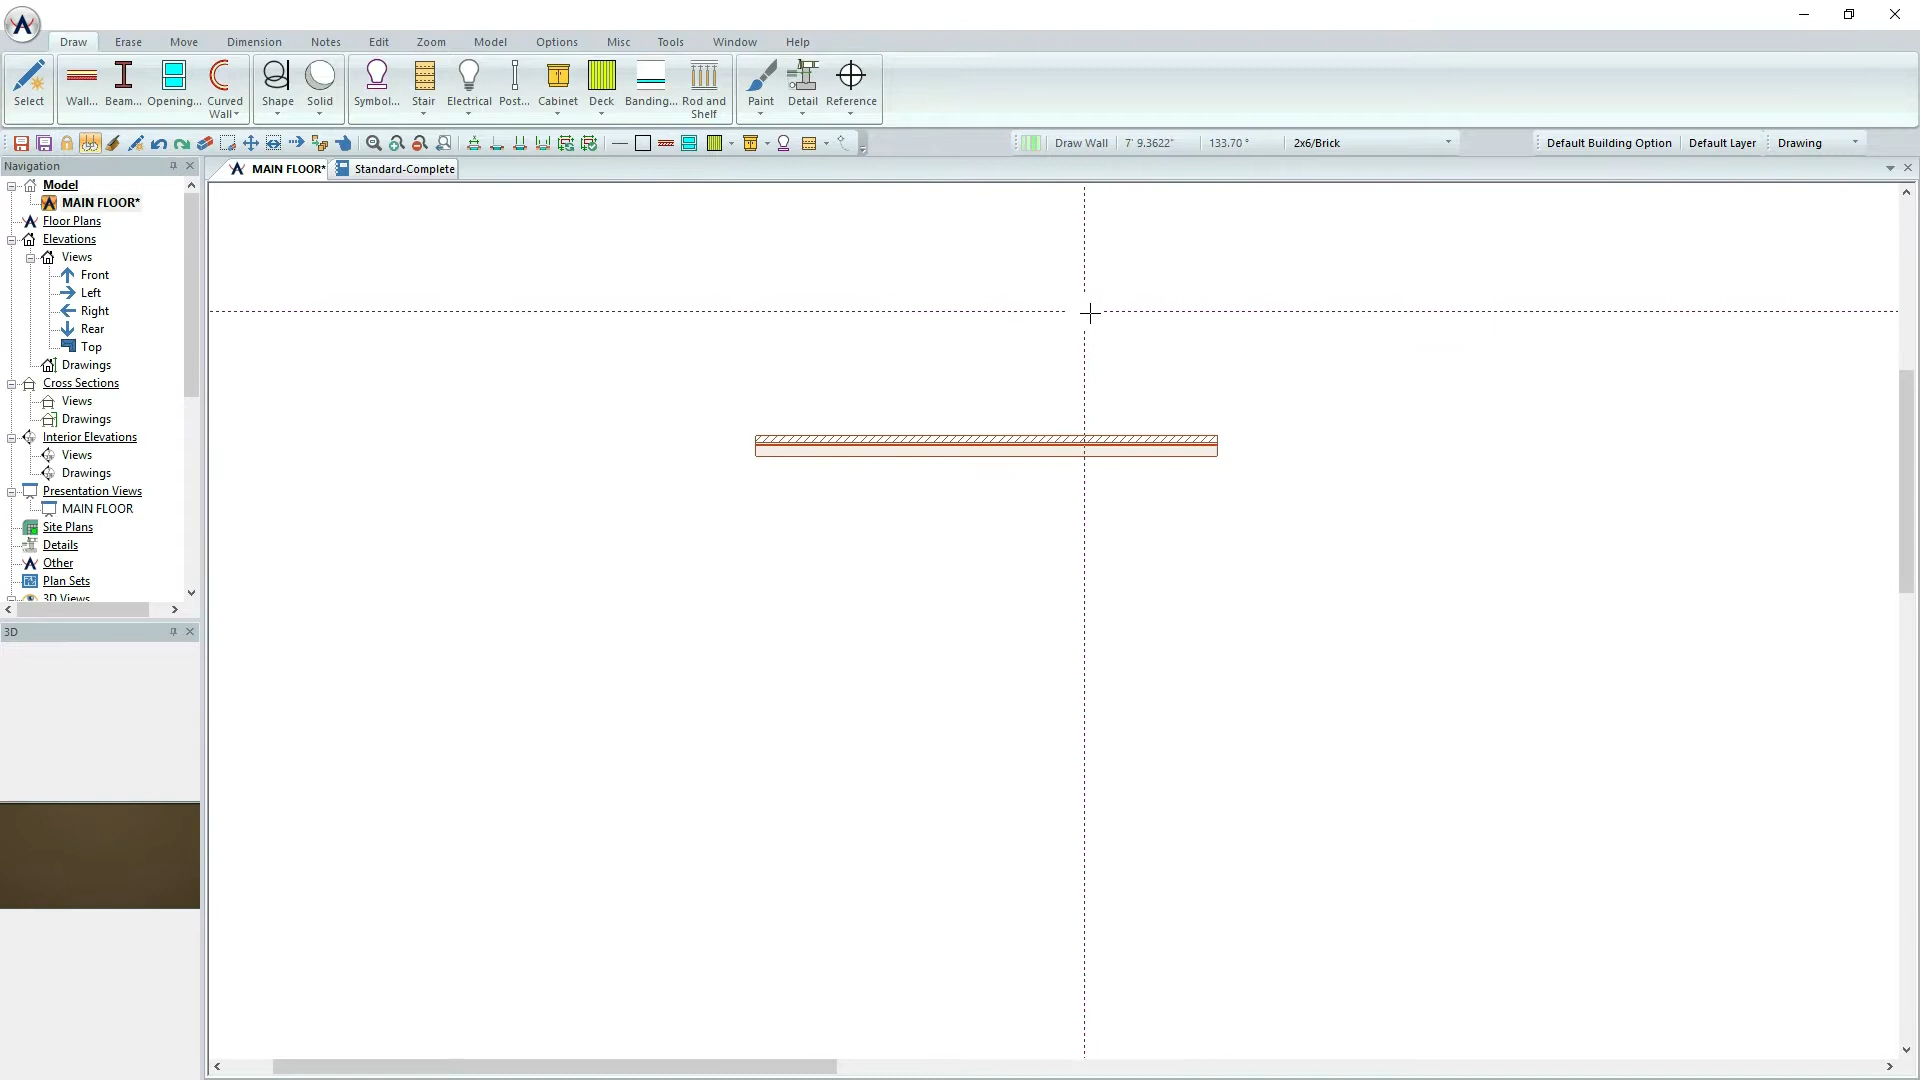 Draw Erase Move Dimension Notes Edit Zoom Model Options Misc Tools Window Help
Select Wall... Beam... Opening... Curved Wall Shape Solid Symbol... Stair Electrical Post... Cabinet Deck Banding... Rod and Shelf Paint Detail Reference
Draw Wall 7' 9.3622" 133.70 ° 2x6/Brick Default Building Option Default Layer Drawing
Navigation
MAIN FLOOR* Standard-Complete
Model
MAIN FLOOR*
Floor Plans
Elevations
Views
Front
Left
Right
Rear
Top
Drawings
Cross Sections
Views
Drawings
Interior Elevations
Views
Drawings
Presentation Views
MAIN FLOOR
Site Plans
Details
Other
Plan Sets
3D Views
3D